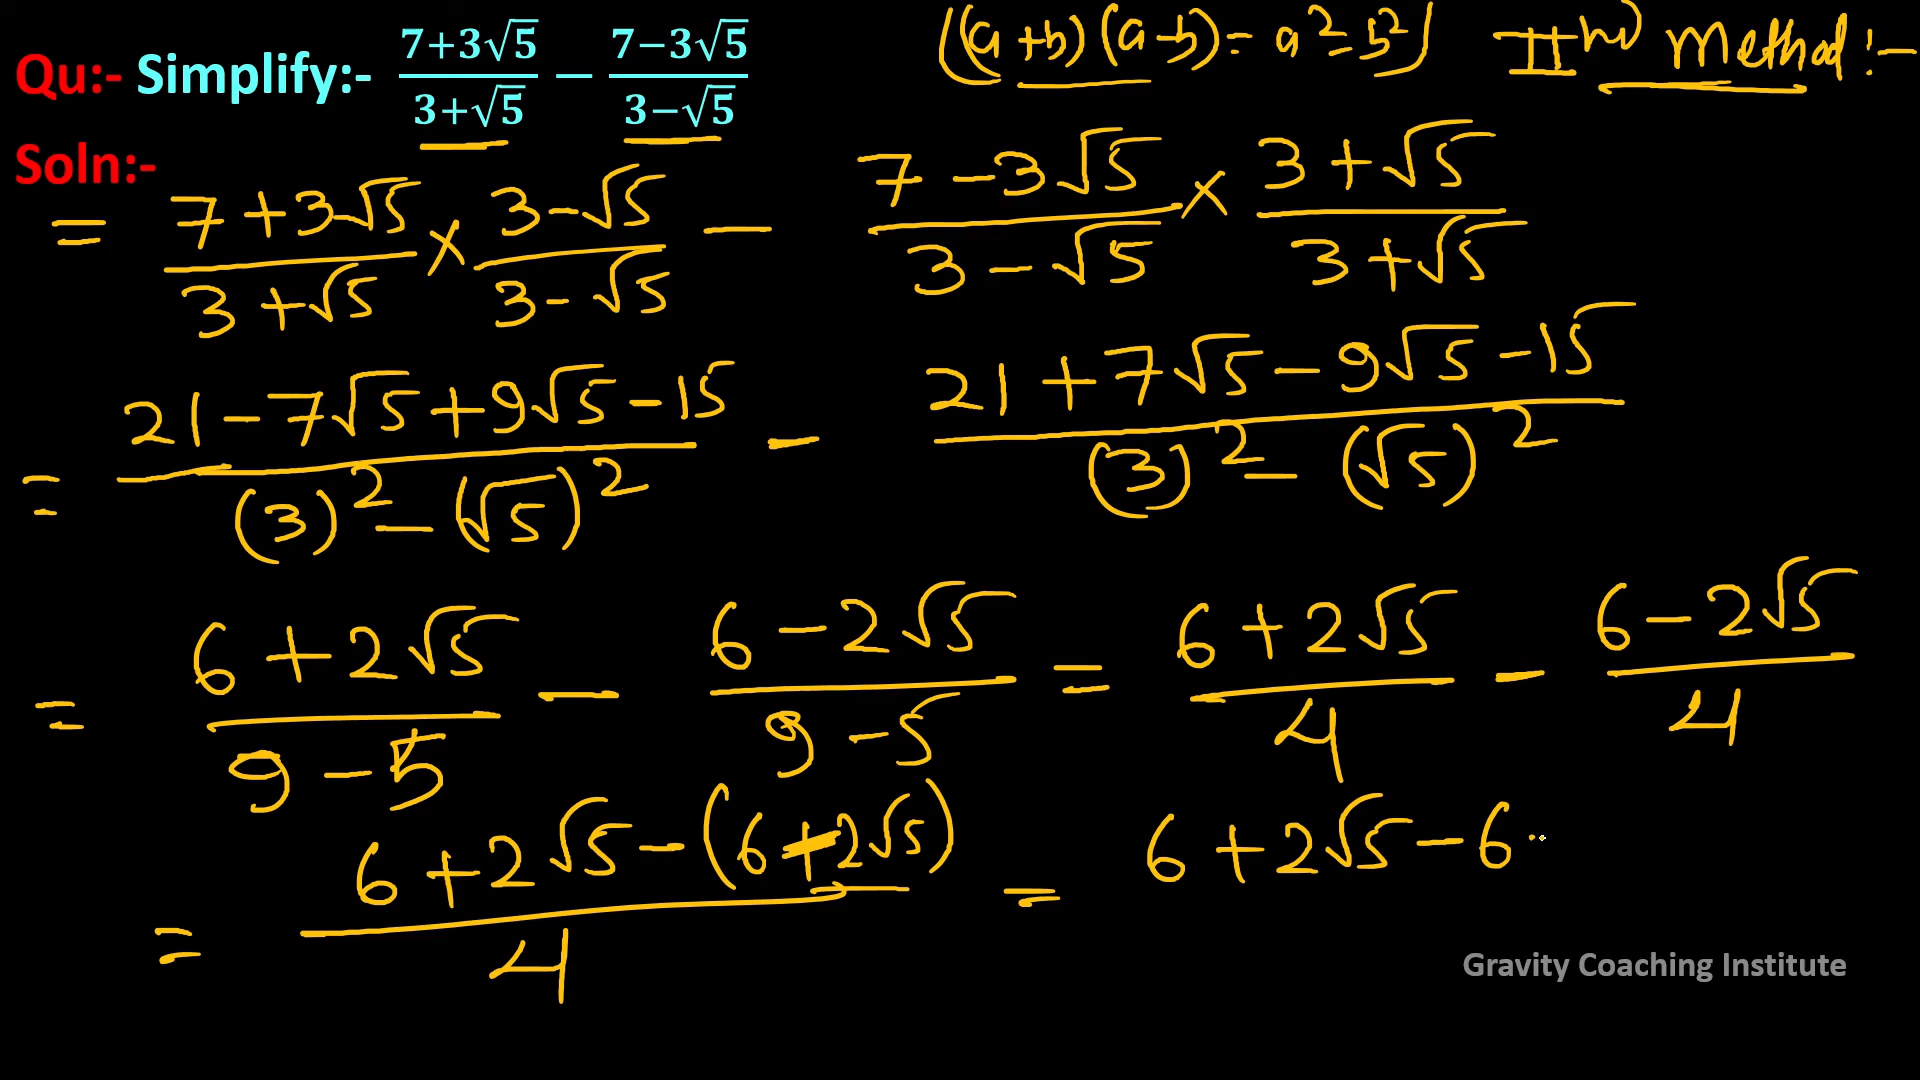 Qu:- Simplify:- (7+3√5)/(3+√5) − (7−3√5)/(3−√5)
((a+b)(a-b) = a²-b²)
IInd Method:-
Soln:-
= (7+3√5)/(3+√5) × (3-√5)/(3-√5) - (7-3√5)/(3-√5) × (3+√5)/(3+√5)
= (21-7√5+9√5-15)/((3)²-(√5)²) - (21+7√5-9√5-15)/((3)²-(√5)²)
= (6+2√5)/(9-5) - (6-2√5)/(9-5) = (6+2√5)/4 - (6-2√5)/4
= (6+2√5-(6-2√5))/4 = 6+2√5-6
Gravity Coaching Institute